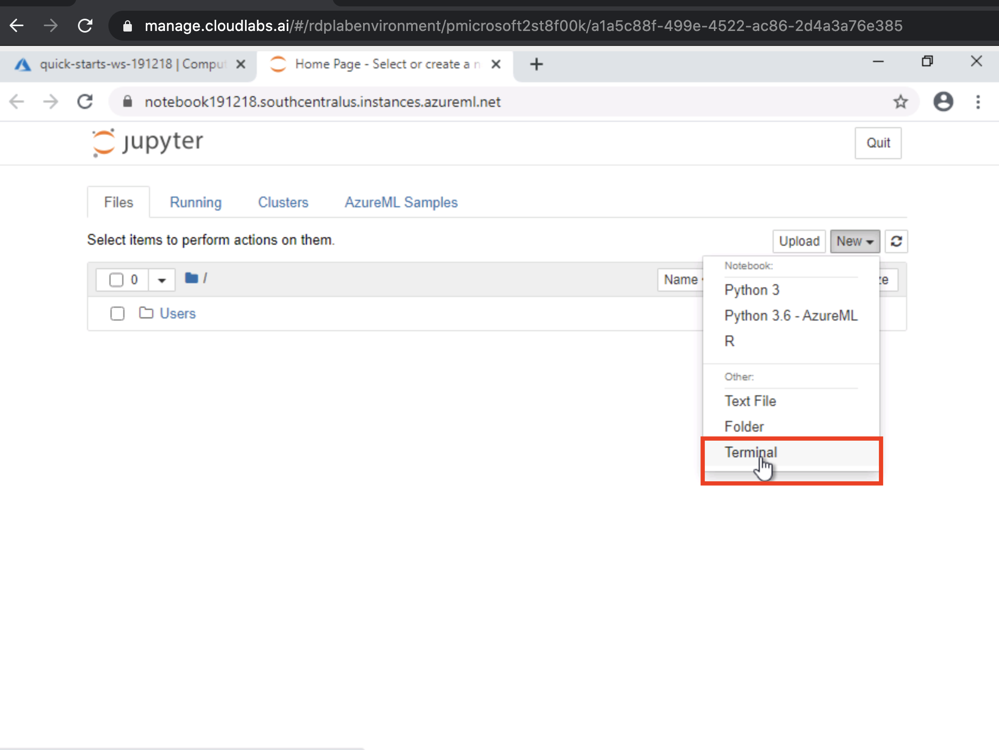 manage.cloudlabs.ai/#/rdplabenvironment/pmicrosoft2st8f00k/a1a5c88f-499e-4522-ac86-2d4a3a76e385
quick-starts-ws-191218 | Comput
Home Page - Select or create a n
notebook191218.southcentralus.instances.azureml.net
jupyter
Quit
Files
Running
Clusters
AzureML Samples
Select items to perform actions on them.
Upload
New
0
/
Name
ze
Users
Notebook:
Python 3
Python 3.6 - AzureML
R
Other:
Text File
Folder
Terminal